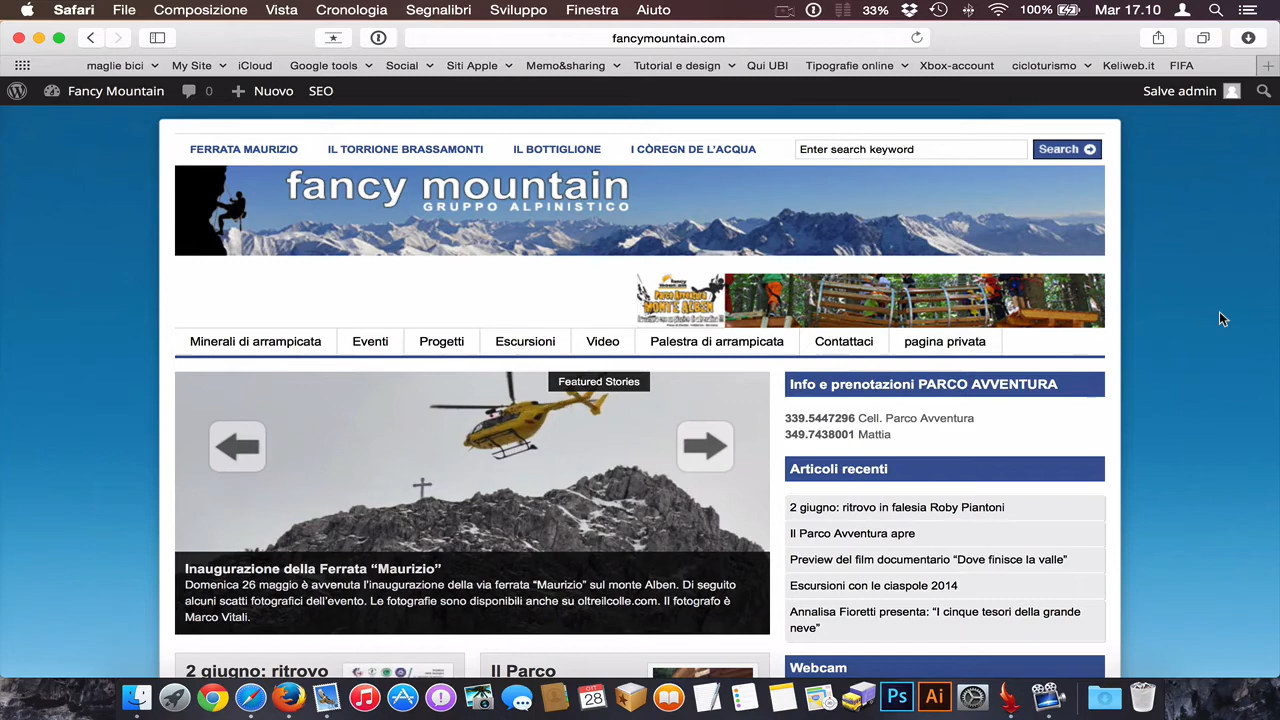 Safari File Composizione Vista Cronologia Segnalibri Sviluppo Finestra Aiuto 33% 100% Mar 17.10
fancymountain.com
maglie bici My Site iCloud Google tools Social Siti Apple Memo&sharing Tutorial e design Qui UBI Tipografie online Xbox-account cicloturismo Keliweb.it FIFA
Fancy Mountain 0 Nuovo SEO Salve admin
FERRATA MAURIZIO IL TORRIONE BRASSAMONTI IL BOTTIGLIONE I CÒREGN DE L'ACQUA Enter search keyword Search
fancy mountain
GRUPPO ALPINISTICO
Parco Avventura
MONTE ALBEN
Minerali di arrampicata Eventi Progetti Escursioni Video Palestra di arrampicata Contattaci pagina privata
Featured Stories
Inaugurazione della Ferrata “Maurizio”
Domenica 26 maggio è avvenuta l'inaugurazione della via ferrata “Maurizio” sul monte Alben. Di seguito
alcuni scatti fotografici dell'evento. Le fotografie sono disponibili anche su oltreilcolle.com. Il fotografo è
Marco Vitali.
Info e prenotazioni PARCO AVVENTURA
339.5447296 Cell. Parco Avventura
349.7438001 Mattia
Articoli recenti
2 giugno: ritrovo in falesia Roby Piantoni
Il Parco Avventura apre
Preview del film documentario “Dove finisce la valle”
Escursioni con le ciaspole 2014
Annalisa Fioretti presenta: “I cinque tesori della grande
neve”
Webcam
2 giugno: ritrovo Il Parco
OTT
28
Ps Ai